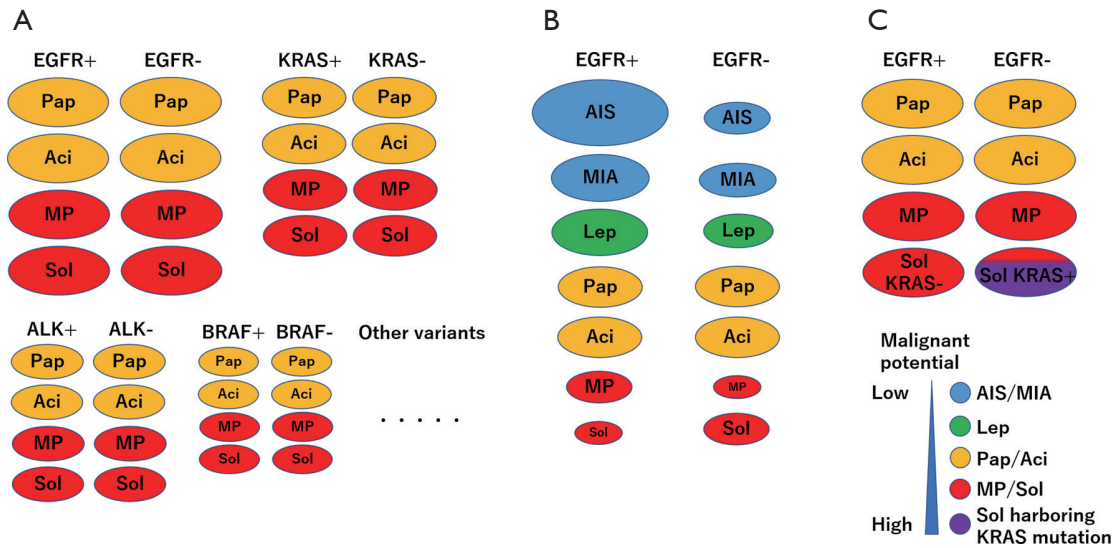 A
EGFR+ EGFR-
Pap Pap
Aci Aci
MP MP
Sol Sol
KRAS+ KRAS-
Pap Pap
Aci Aci
MP MP
Sol Sol
ALK+ ALK-
Pap Pap
Aci Aci
MP MP
Sol Sol
BRAF+ BRAF-
Pap Pap
Aci Aci
MP MP
Sol Sol
Other variants
. . . . .
B
EGFR+ EGFR-
AIS AIS
MIA MIA
Lep Lep
Pap Pap
Aci Aci
MP MP
Sol Sol
C
EGFR+ EGFR-
Pap Pap
Aci Aci
MP MP
Sol
KRAS-
Sol KRAS+
Malignant
potential
Low
High
AIS/MIA
Lep
Pap/Aci
MP/Sol
Sol harboring
KRAS mutation